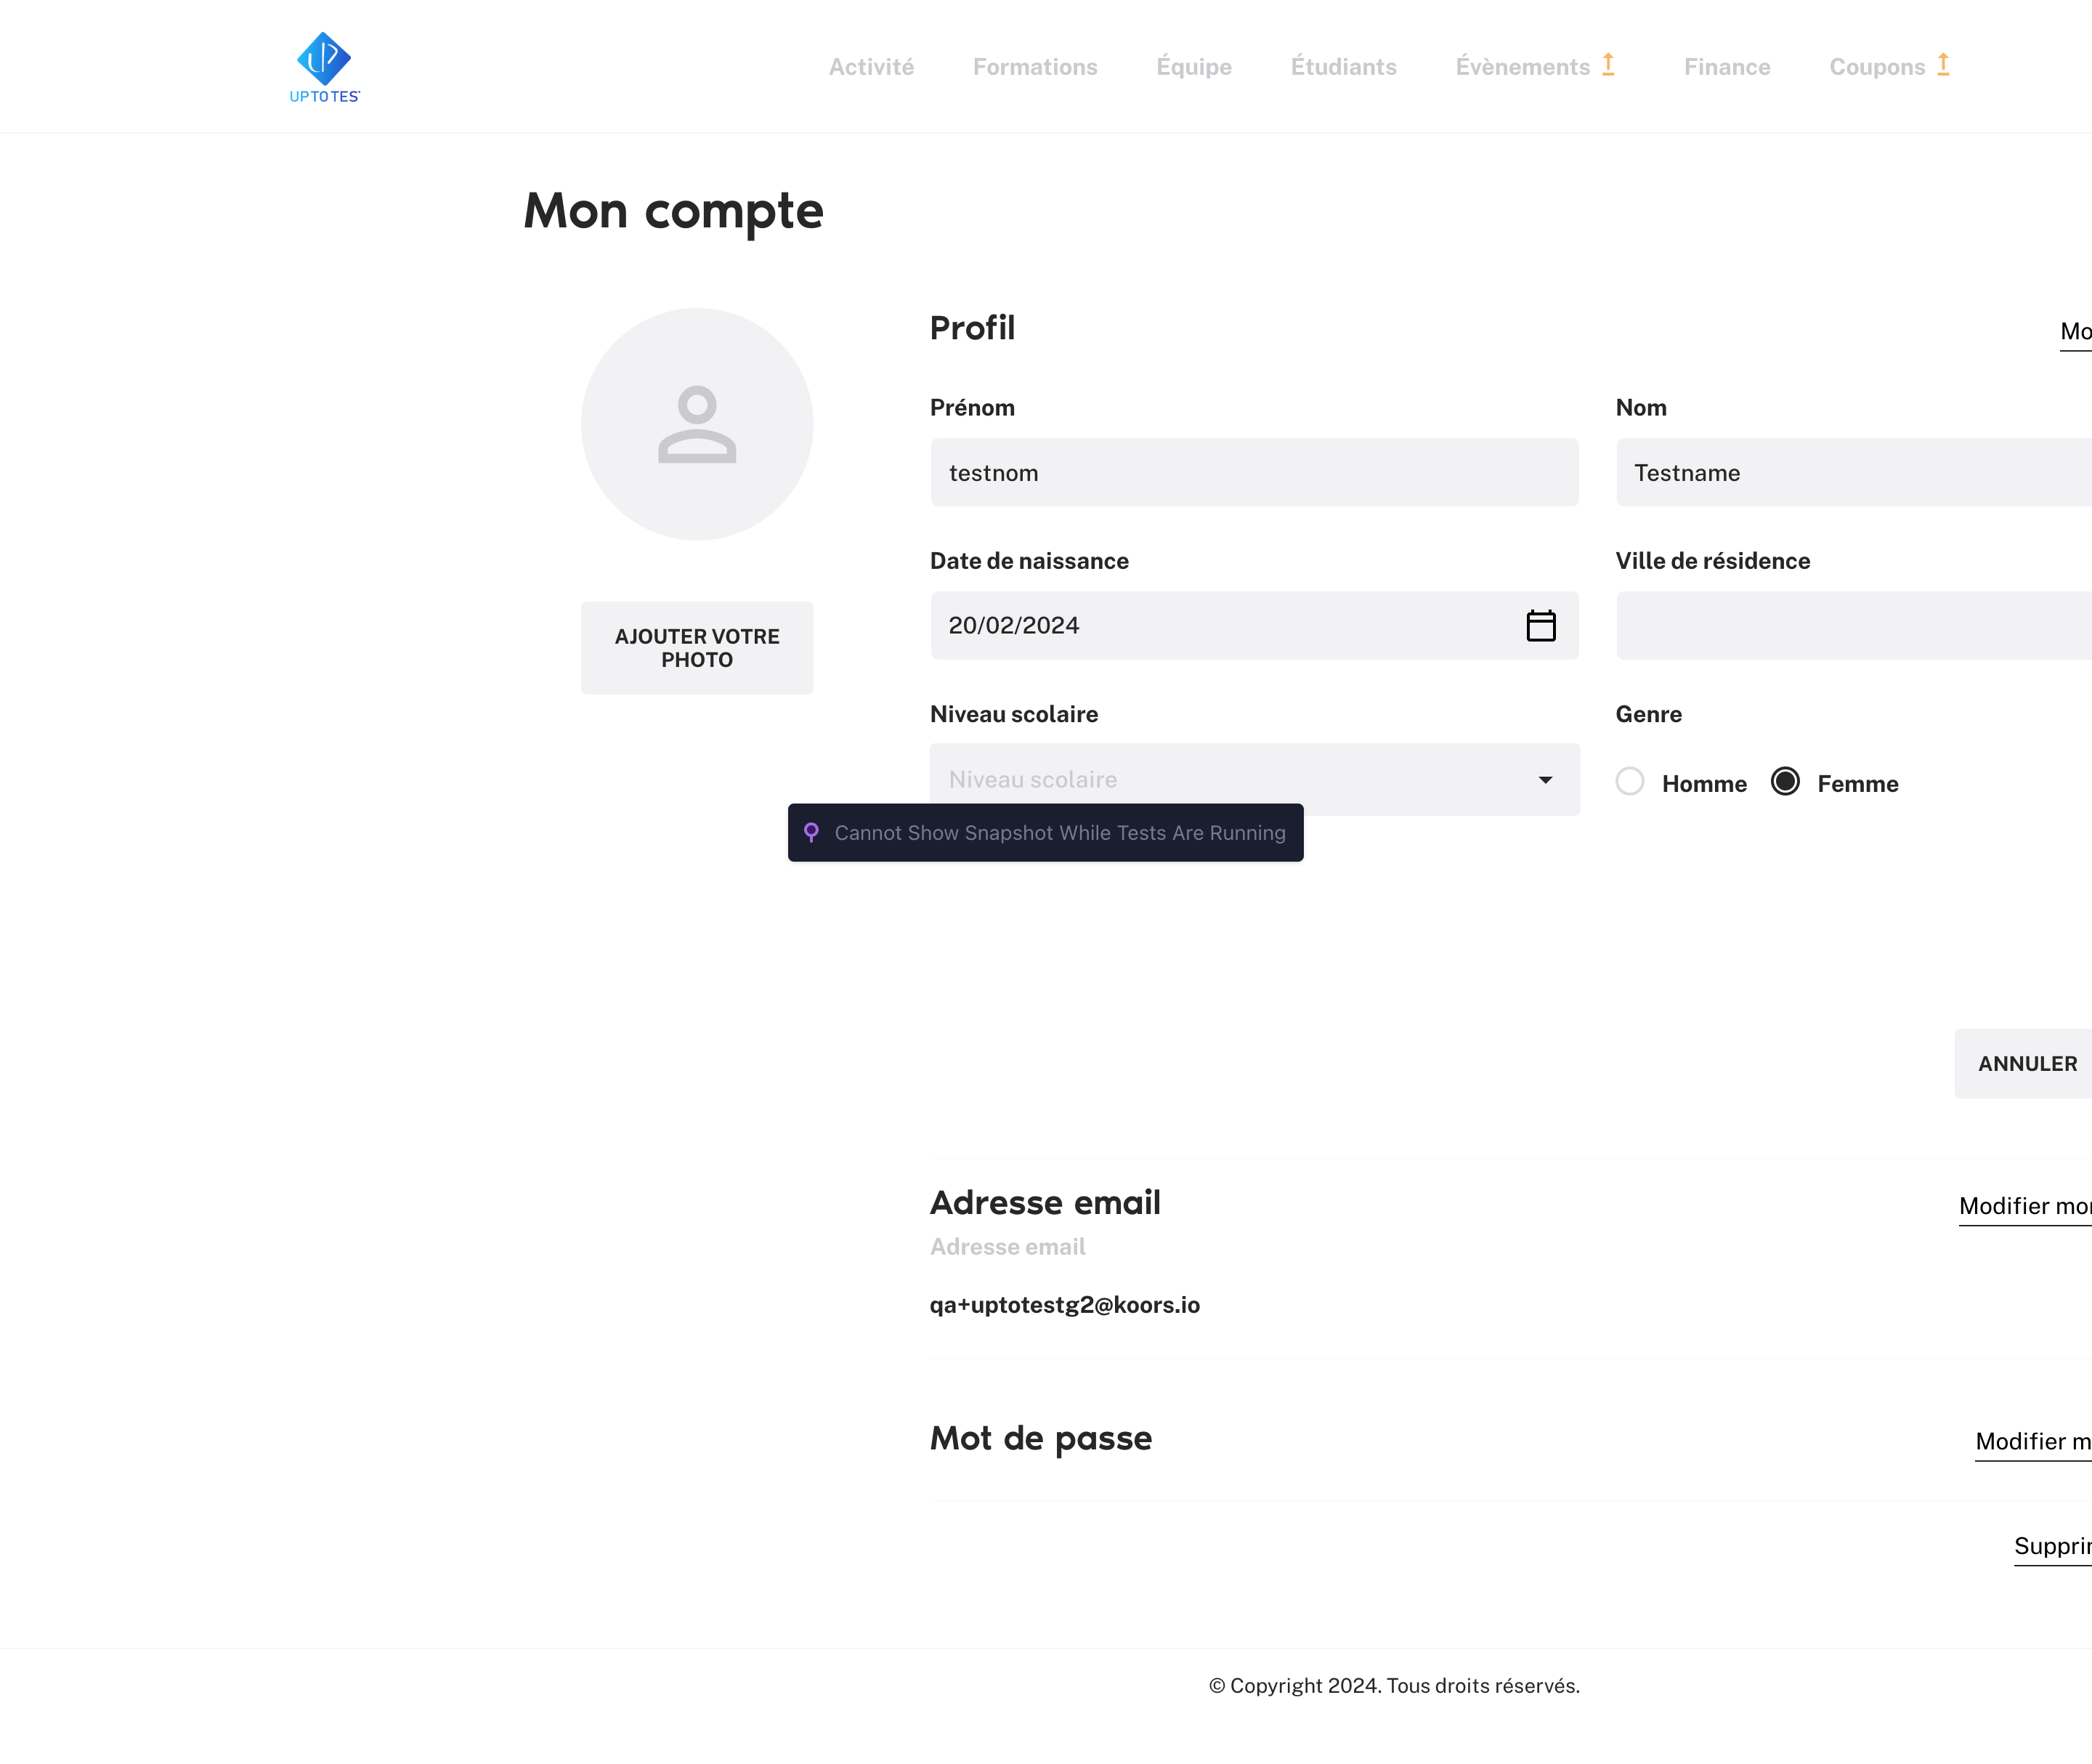 UPTOTES
Activité Formations Équipe Étudiants Évènements Finance Coupons
Mon compte
Profil
Mo
Prénom Nom
testnom Testname
Date de naissance Ville de résidence
20/02/2024
AJOUTER VOTRE
PHOTO
Niveau scolaire Genre
Niveau scolaire Homme Femme
Cannot Show Snapshot While Tests Are Running
ANNULER
Adresse email Modifier mon
Adresse email
qa+uptotestg2@koors.io
Mot de passe Modifier m
Supprim
© Copyright 2024. Tous droits réservés.